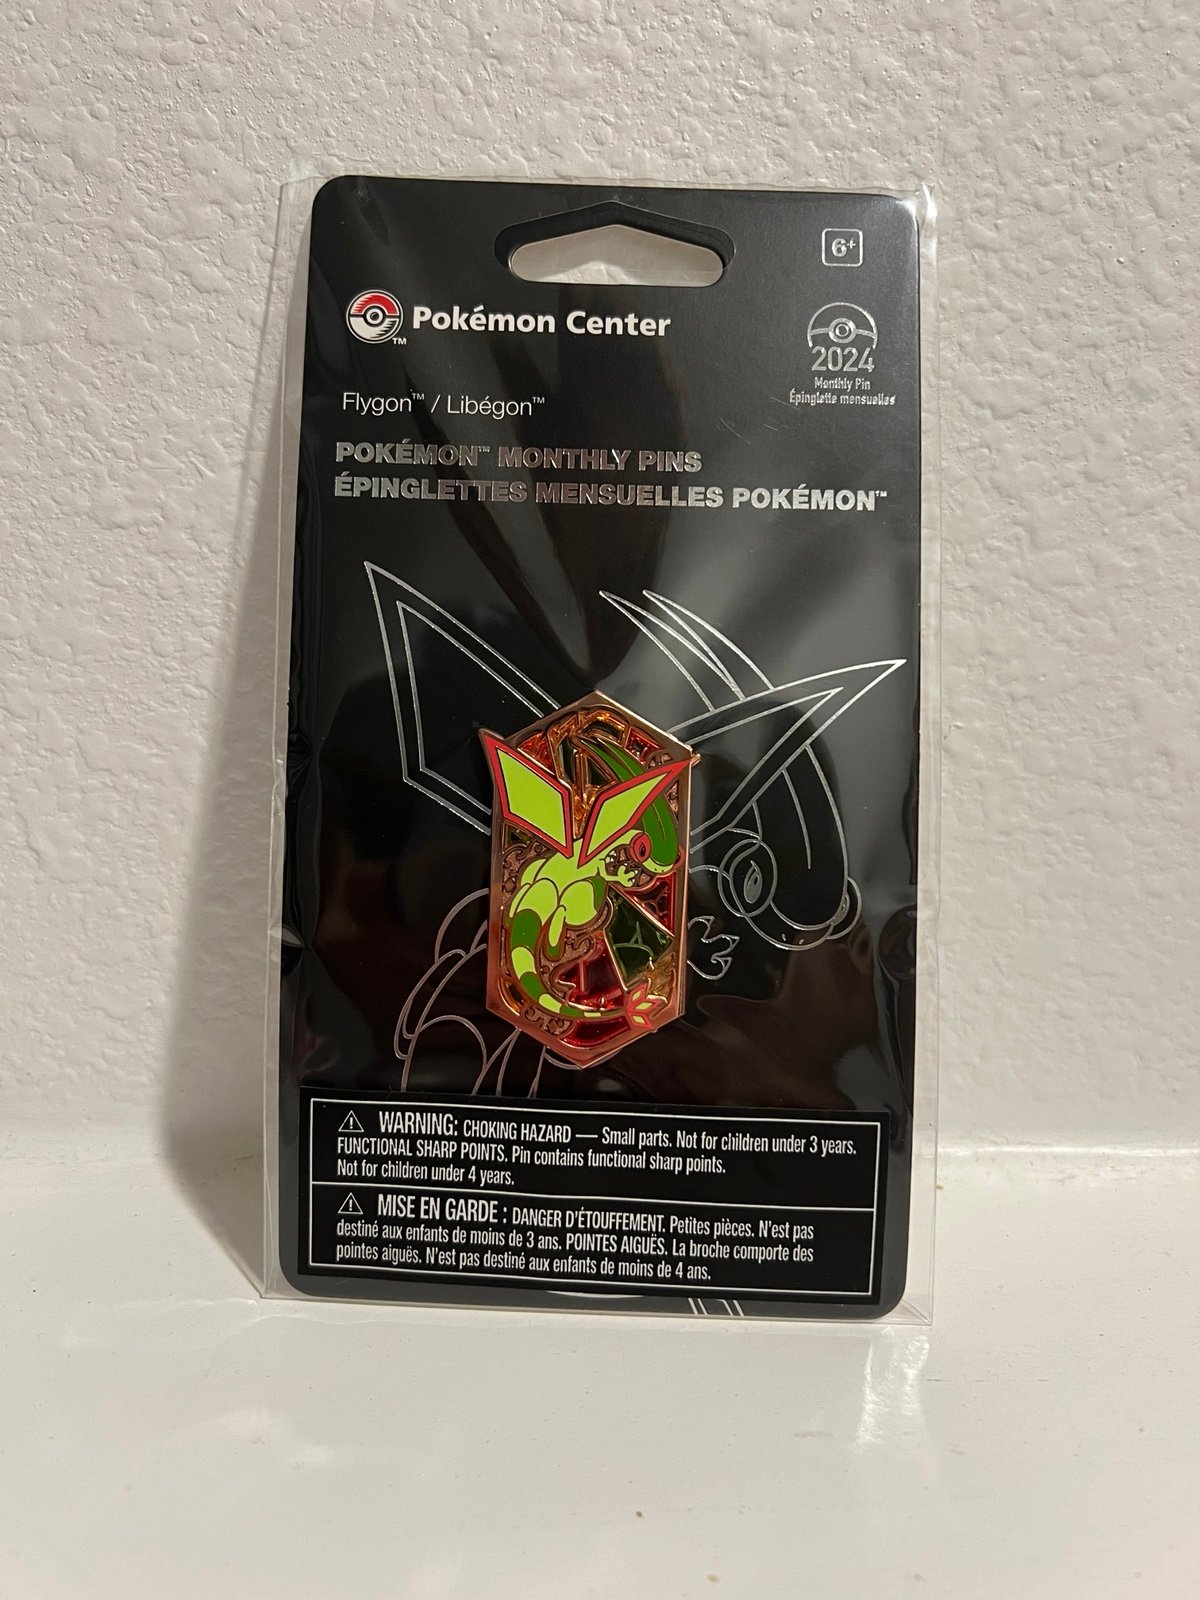 6+
Pokémon Center
TM
2024
Monthly Pin
Épinglette mensuelles
Flygon™ / Libégon™
POKÉMON™ MONTHLY PINS
ÉPINGLETTES MENSUELLES POKÉMON™
WARNING: CHOKING HAZARD — Small parts. Not for children under 3 years.
FUNCTIONAL SHARP POINTS. Pin contains functional sharp points.
Not for children under 4 years.
MISE EN GARDE : DANGER D'ÉTOUFFEMENT. Petites pièces. N'est pas
destiné aux enfants de moins de 3 ans. POINTES AIGUËS. La broche comporte des
pointes aiguës. N'est pas destiné aux enfants de moins de 4 ans.